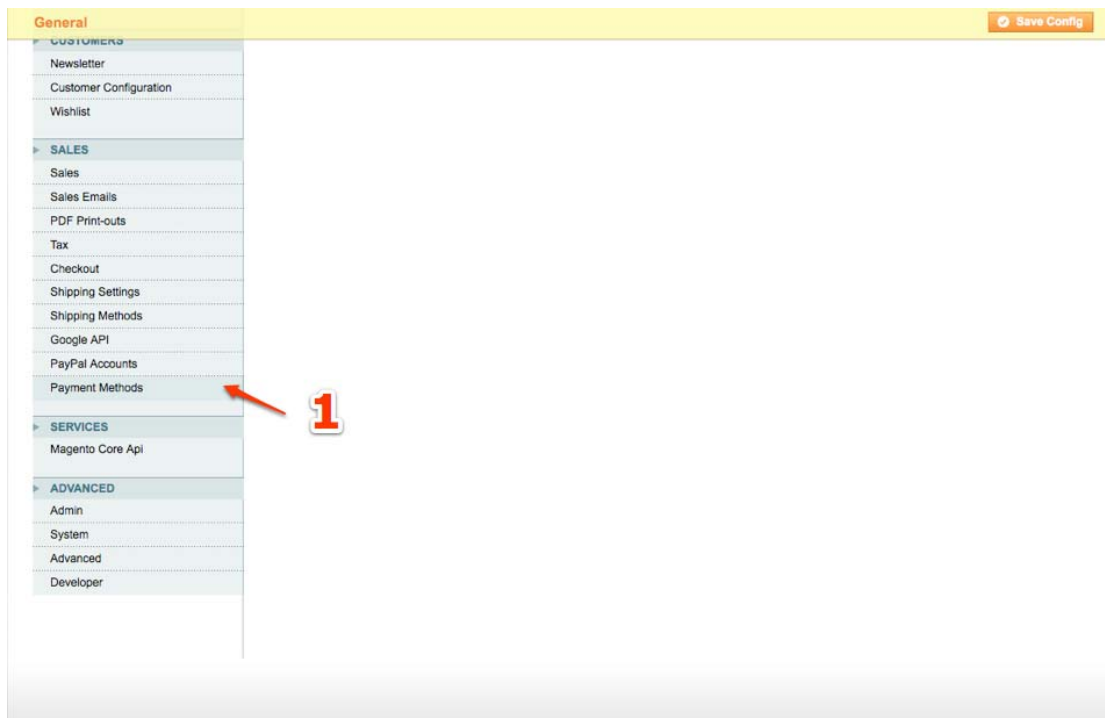 General
Save Config
CUSTOMERS
Newsletter
Customer Configuration
Wishlist
SALES
Sales
Sales Emails
PDF Print-outs
Tax
Checkout
Shipping Settings
Shipping Methods
Google API
PayPal Accounts
Payment Methods
1
SERVICES
Magento Core Api
ADVANCED
Admin
System
Advanced
Developer